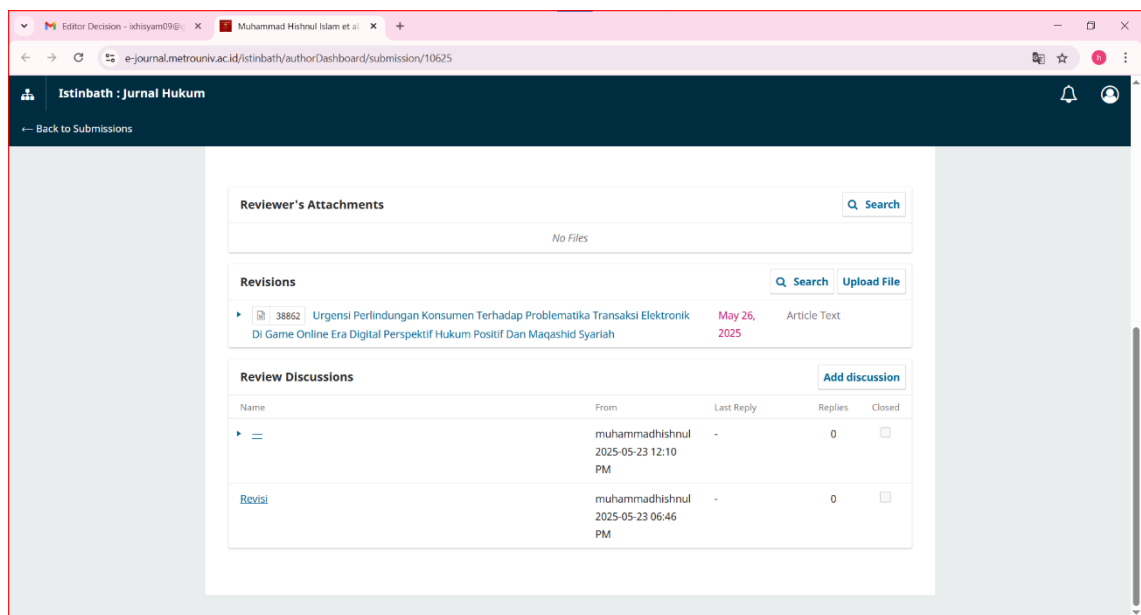 Editor Decision - ixhisyam09@g
Muhammad Hishnul Islam et al.
e-journal.metrouniv.ac.id/istinbath/authorDashboard/submission/10625
h
Istinbath : Jurnal Hukum
← Back to Submissions
Reviewer's Attachments
Search
No Files
Revisions
Search
Upload File
38862 Urgensi Perlindungan Konsumen Terhadap Problematika Transaksi Elektronik
Di Game Online Era Digital Perspektif Hukum Positif Dan Maqashid Syariah
May 26,
2025
Article Text
Review Discussions
Add discussion
Name From Last Reply Replies Closed
— muhammadhishnul - 0
2025-05-23 12:10
PM
Revisi muhammadhishnul - 0
2025-05-23 06:46
PM